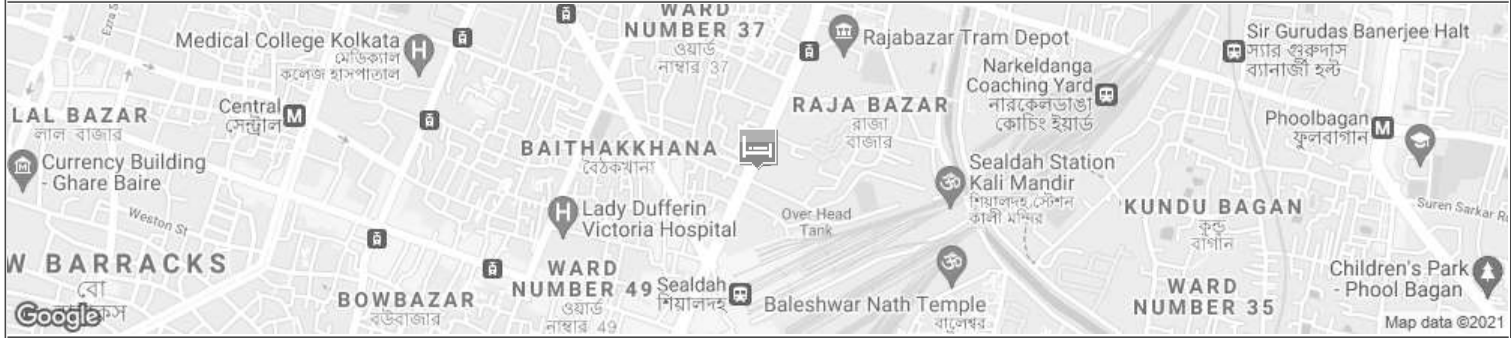 WARD
NUMBER 37
ওয়ার্ড
নাম্বার 37
Medical College Kolkata
মেডিক্যাল
কলেজ হাসপাতাল
Rajabazar Tram Depot
Sir Gurudas Banerjee Halt
স্যার গুরুদাস
ব্যানার্জী হল্ট
Narkeldanga
Coaching Yard
নারকেলডাঙা
কোচিং ইয়ার্ড
LAL BAZAR
লাল বাজার
Central
সেন্ট্রাল
M
RAJA BAZAR
রাজা
বাজার
Phoolbagan
ফুলবাগান
M
BAITHAKKHANA
বৈঠকখানা
Currency Building
- Ghare Baire
Sealdah Station
Kali Mandir
শিয়ালদহ স্টেশন
কালী মন্দির
Weston St
H Lady Dufferin
Victoria Hospital
Over Head
Tank
KUNDU BAGAN
কুন্ডু
বাগান
Suren Sarkar R
W BARRACKS
বো
WARD
NUMBER 49
ওয়ার্ড
নাম্বার 49
Sealdah
শিয়ালদহ
BOWBAZAR
বউবাজার
Baleshwar Nath Temple
বালেশ্বর
WARD
NUMBER 35
Children's Park
- Phool Bagan
Google
Map data ©2021